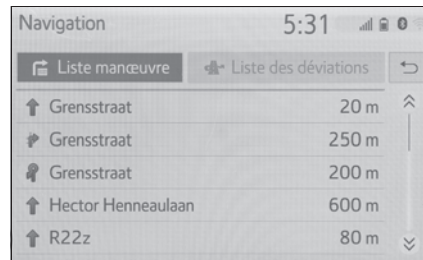 Navigation 5:31
Liste manœuvre Liste des déviations
Grensstraat 20 m
Grensstraat 250 m
Grensstraat 200 m
Hector Henneaulaan 600 m
R22z 80 m